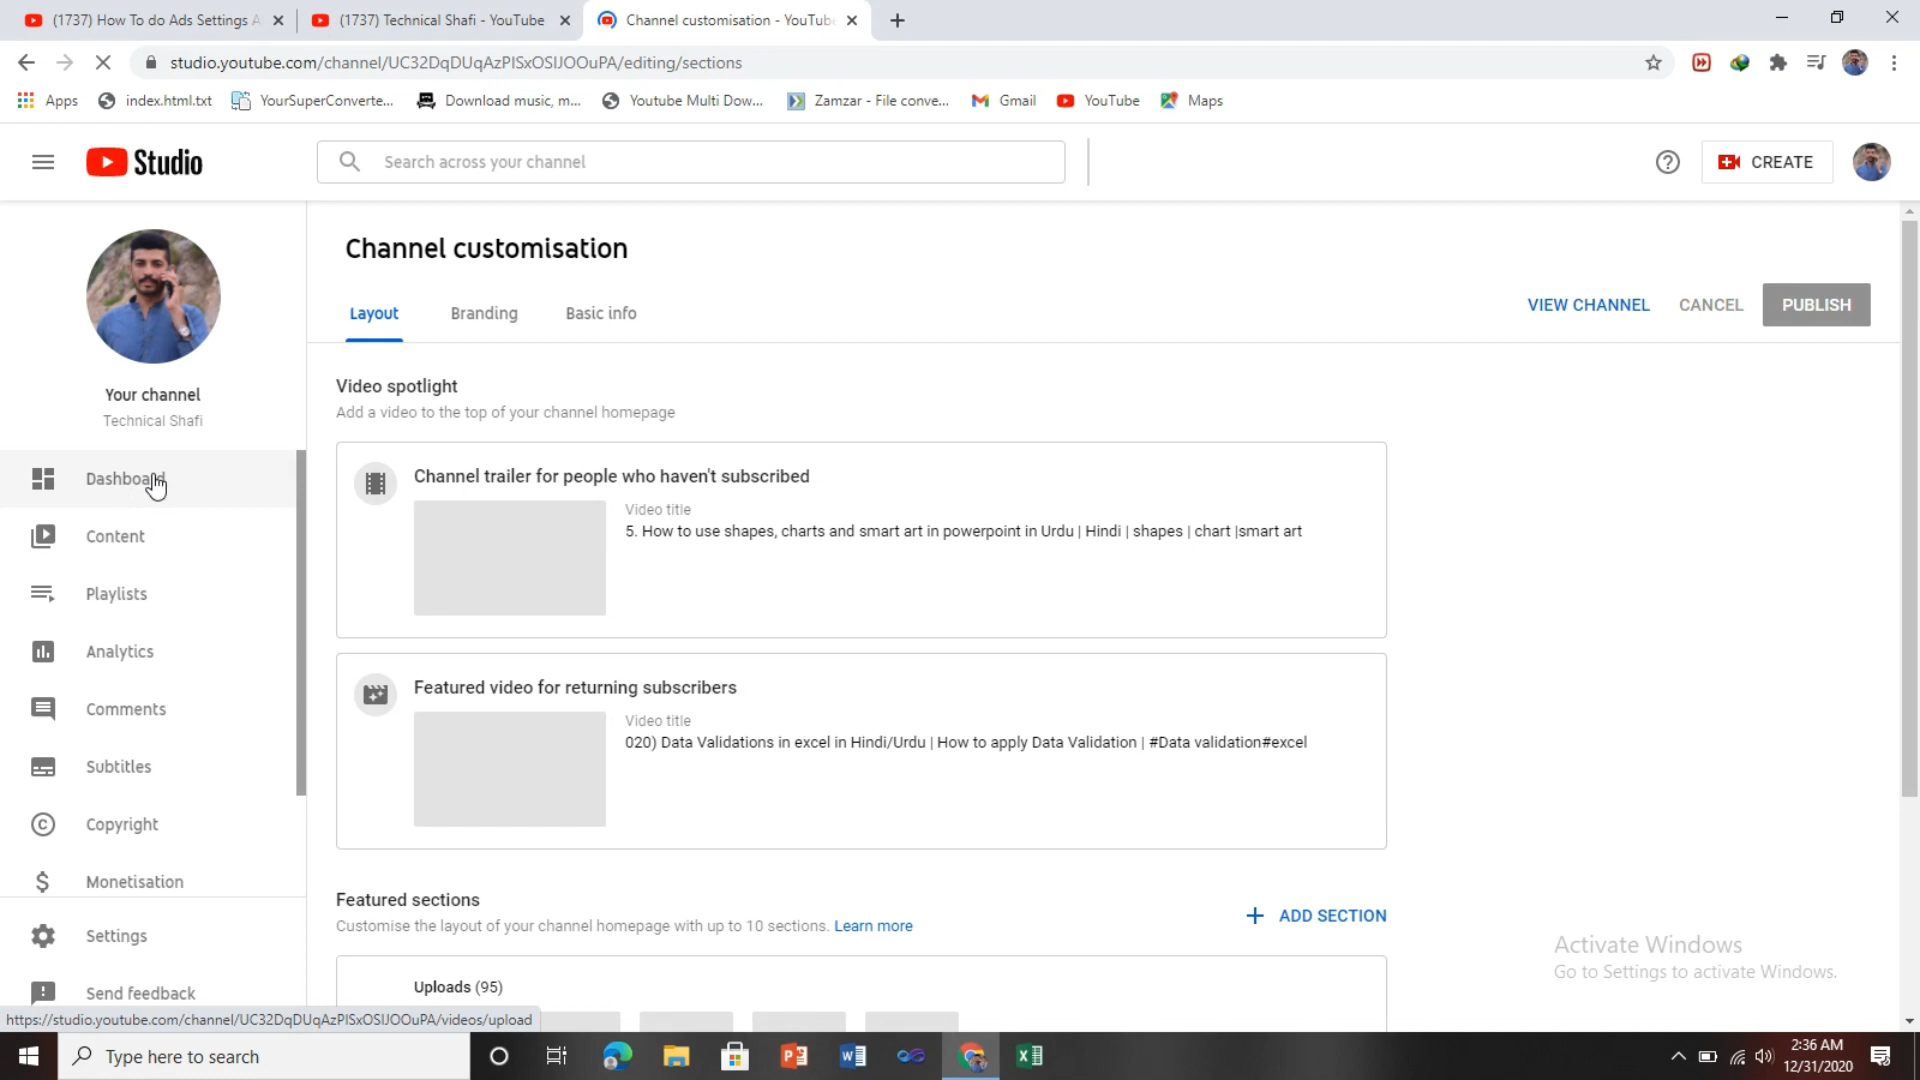 (1737) How To do Ads Settings A
(1737) Technical Shafi - YouTube
Channel customisation - YouTube
studio.youtube.com/channel/UC32DqDUqAzPISxOSIJOOuPA/editing/sections
Apps
index.html.txt
YourSuperConverte...
Download music, m...
Youtube Multi Dow...
Zamzar - File conve...
Gmail
YouTube
Maps
Studio
Search across your channel
CREATE
Channel customisation
Layout
Branding
Basic info
VIEW CHANNEL
CANCEL
PUBLISH
Your channel
Technical Shafi
Dashboard
Content
Playlists
Analytics
Comments
Subtitles
Copyright
Monetisation
Settings
Send feedback
Video spotlight
Add a video to the top of your channel homepage
Channel trailer for people who haven't subscribed
Video title
5. How to use shapes, charts and smart art in powerpoint in Urdu | Hindi | shapes | chart |smart art
Featured video for returning subscribers
Video title
020) Data Validations in excel in Hindi/Urdu | How to apply Data Validation | #Data validation#excel
Featured sections
Customise the layout of your channel homepage with up to 10 sections. Learn more
ADD SECTION
Uploads (95)
Activate Windows
Go to Settings to activate Windows.
https://studio.youtube.com/channel/UC32DqDUqAzPISxOSIJOOuPA/videos/upload
Type here to search
2:36 AM
12/31/2020